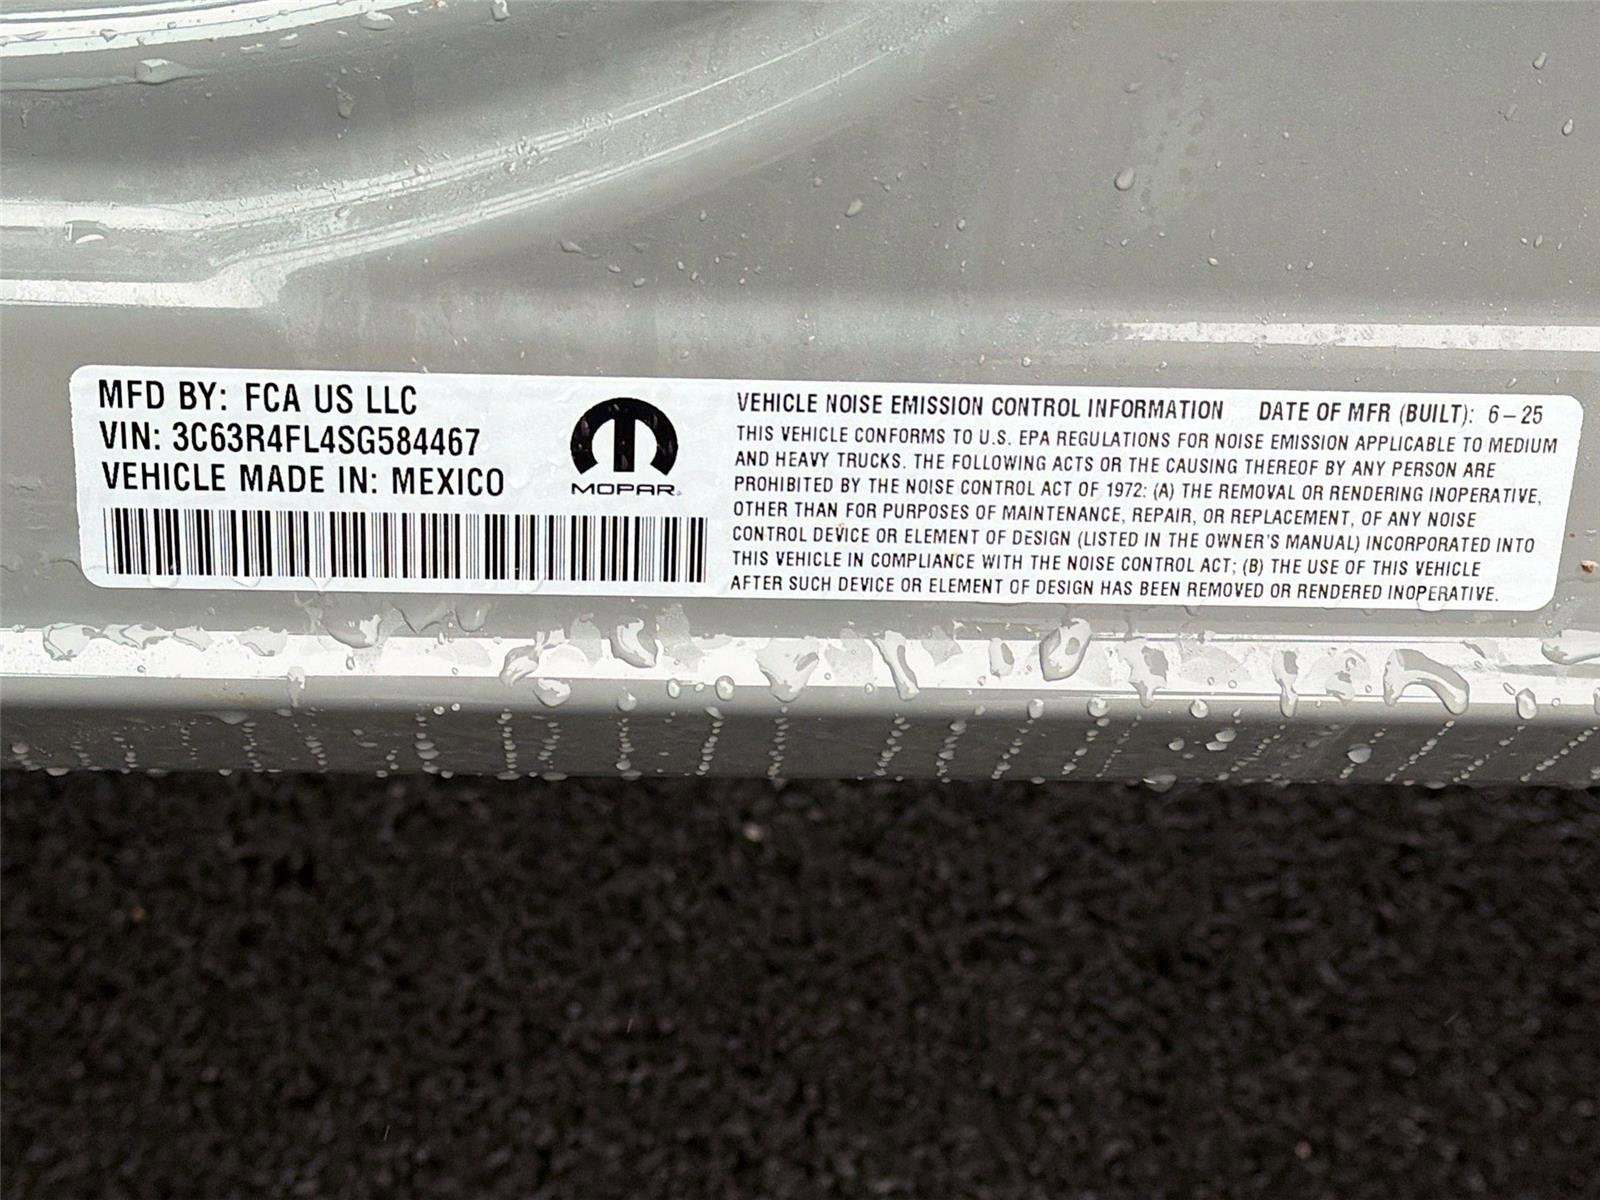 MFD BY: FCA US LLC
VIN: 3C63R4FL4SG584467
VEHICLE MADE IN: MEXICO
MOPAR®
VEHICLE NOISE EMISSION CONTROL INFORMATION DATE OF MFR (BUILT): 6-25
THIS VEHICLE CONFORMS TO U.S. EPA REGULATIONS FOR NOISE EMISSION APPLICABLE TO MEDIUM
AND HEAVY TRUCKS. THE FOLLOWING ACTS OR THE CAUSING THEREOF BY ANY PERSON ARE
PROHIBITED BY THE NOISE CONTROL ACT OF 1972: (A) THE REMOVAL OR RENDERING INOPERATIVE,
OTHER THAN FOR PURPOSES OF MAINTENANCE, REPAIR, OR REPLACEMENT, OF ANY NOISE
CONTROL DEVICE OR ELEMENT OF DESIGN (LISTED IN THE OWNER'S MANUAL) INCORPORATED INTO
THIS VEHICLE IN COMPLIANCE WITH THE NOISE CONTROL ACT; (B) THE USE OF THIS VEHICLE
AFTER SUCH DEVICE OR ELEMENT OF DESIGN HAS BEEN REMOVED OR RENDERED INOPERATIVE.